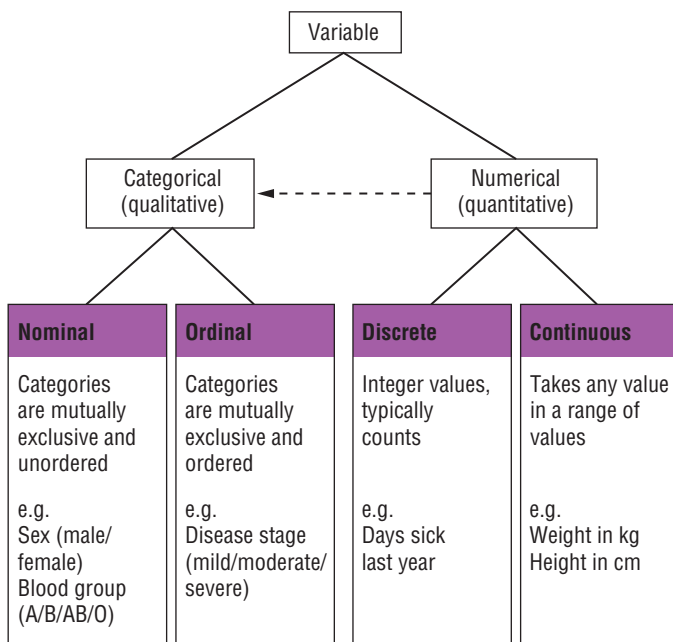 Variable
Categorical
(qualitative)
Numerical
(quantitative)
Nominal
Categories
are mutually
exclusive and
unordered
e.g.
Sex (male/
female)
Blood group
(A/B/AB/O)
Ordinal
Categories
are mutually
exclusive and
ordered
e.g.
Disease stage
(mild/moderate/
severe)
Discrete
Integer values,
typically
counts
e.g.
Days sick
last year
Continuous
Takes any value
in a range of
values
e.g.
Weight in kg
Height in cm